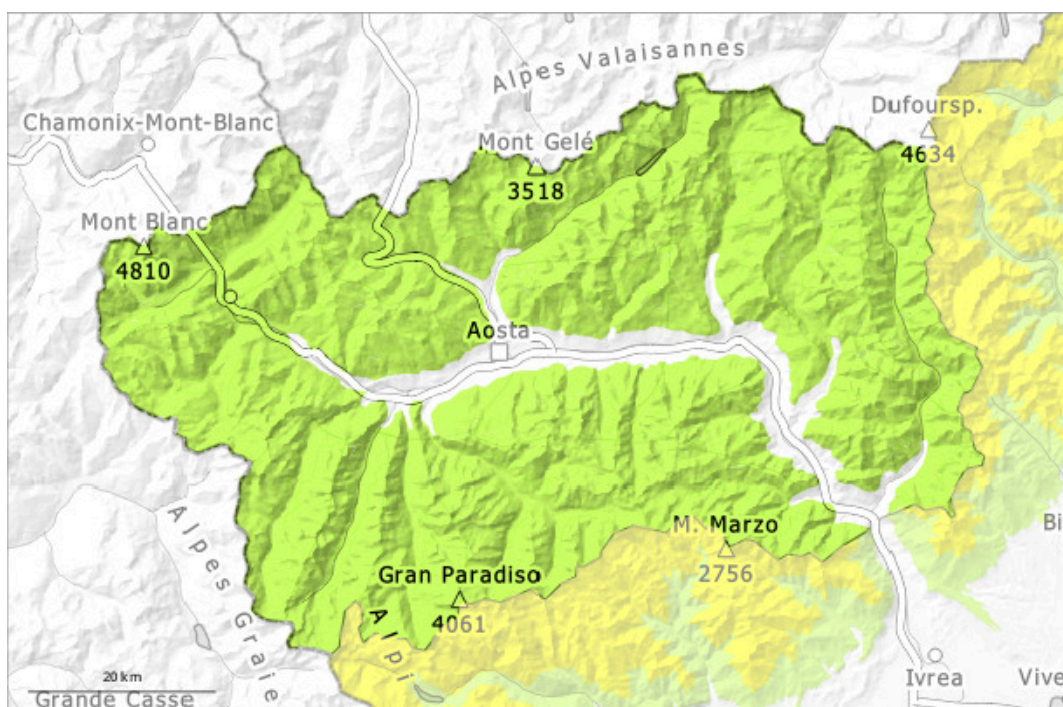 Alpes Valaisannes
Dufoursp.
4634
Chamonix-Mont-Blanc
Mont Gelé
3518
Mont Blanc
4810
Aosta
M. Marzo
2756
Gran Paradiso
4061
Alpes Graie
Alpi
Bi
20 km
Grande Casse
Ivrea
Vive